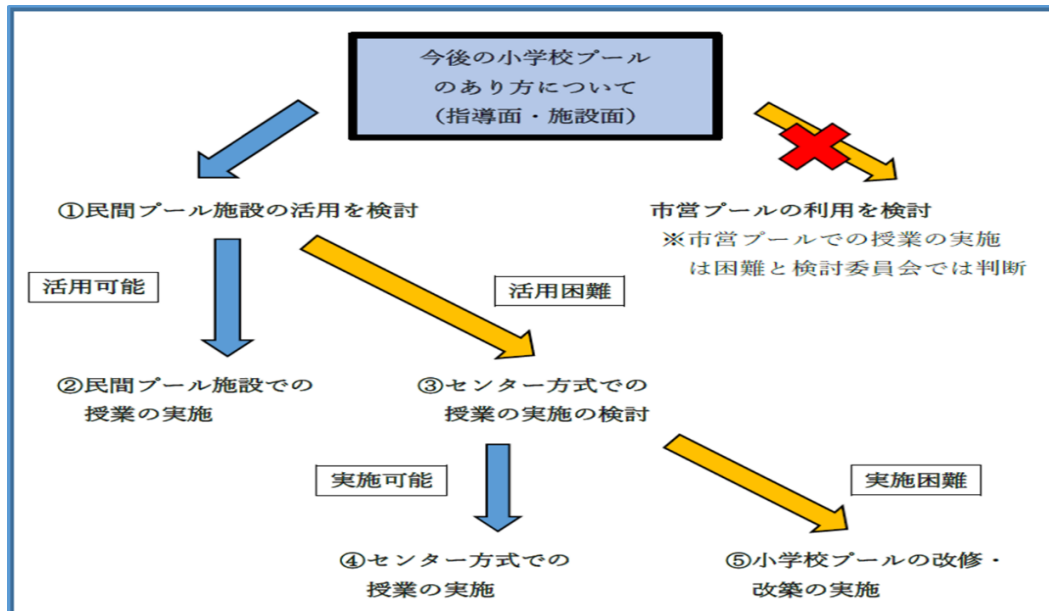 今後の小学校プール
のあり方について
（指導面・施設面）
①民間プール施設の活用を検討
市営プールの利用を検討
※市営プールでの授業の実施
は困難と検討委員会では判断
活用可能
活用困難
②民間プール施設での
授業の実施
③センター方式での
授業の実施の検討
実施可能
実施困難
④センター方式での
授業の実施
⑤小学校プールの改修・
改築の実施